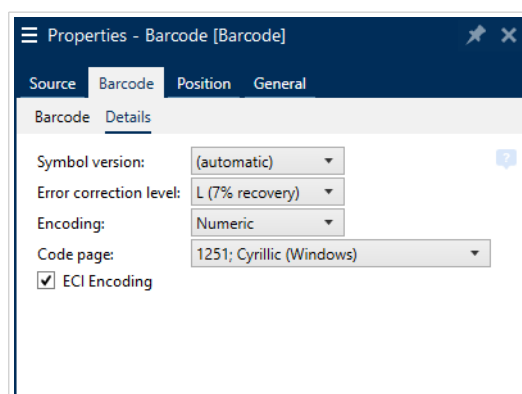 Properties - Barcode [Barcode]
Source Barcode Position General
Barcode Details
Symbol version: (automatic)
Error correction level: L (7% recovery)
Encoding: Numeric
Code page: 1251; Cyrillic (Windows)
ECI Encoding